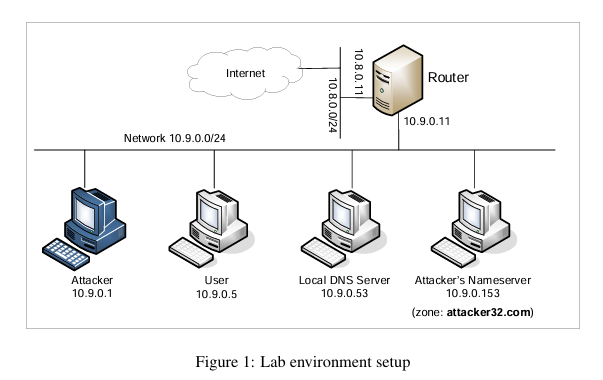 Internet
10.8.0.11
10.8.0.0/24
Router
10.9.0.11
Network 10.9.0.0/24
Attacker
10.9.0.1
User
10.9.0.5
Local DNS Server
10.9.0.53
Attacker's Nameserver
10.9.0.153
(zone: attacker32.com)
Figure 1: Lab environment setup